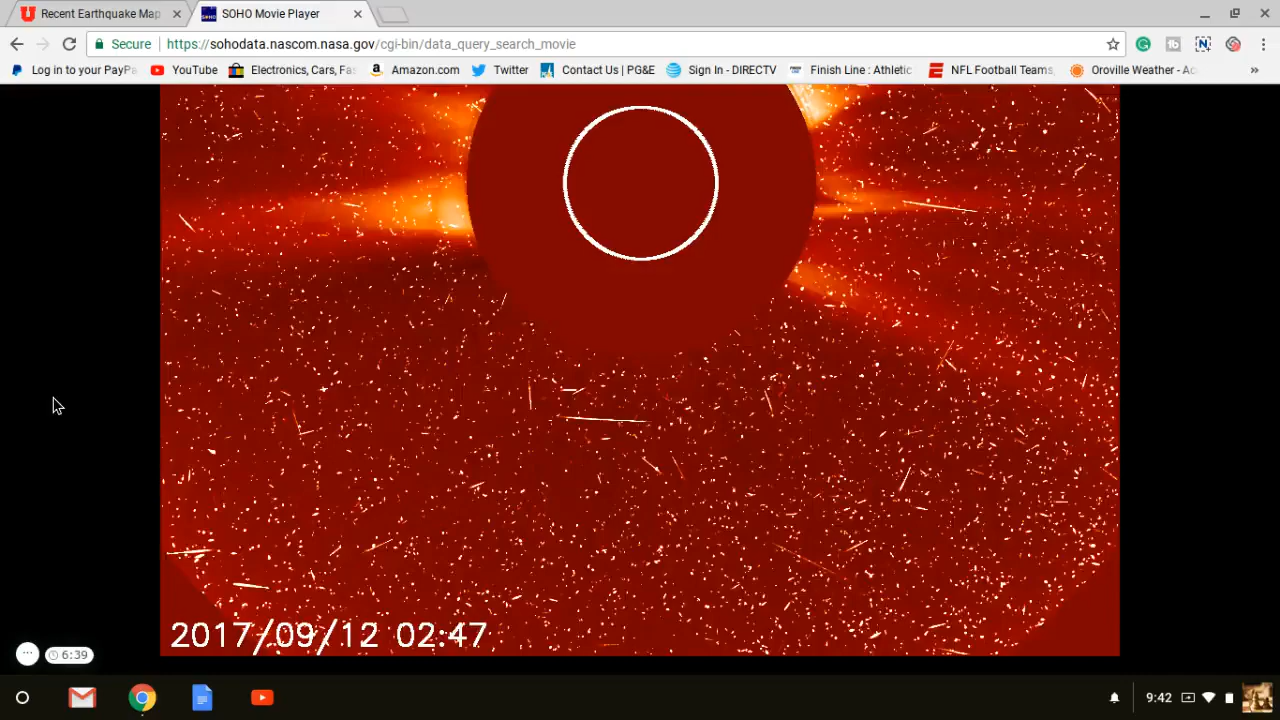 Recent Earthquake Map
SOHO Movie Player
Secure
https://sohodata.nascom.nasa.gov/cgi-bin/data_query_search_movie
Log in to your PayPa
YouTube
Electronics, Cars, Fas
Amazon.com
Twitter
Contact Us | PG&E
Sign In - DIRECTV
Finish Line : Athletic
NFL Football Teams,
Oroville Weather - Ac
2017/09/12 02:47
6:39
9:42